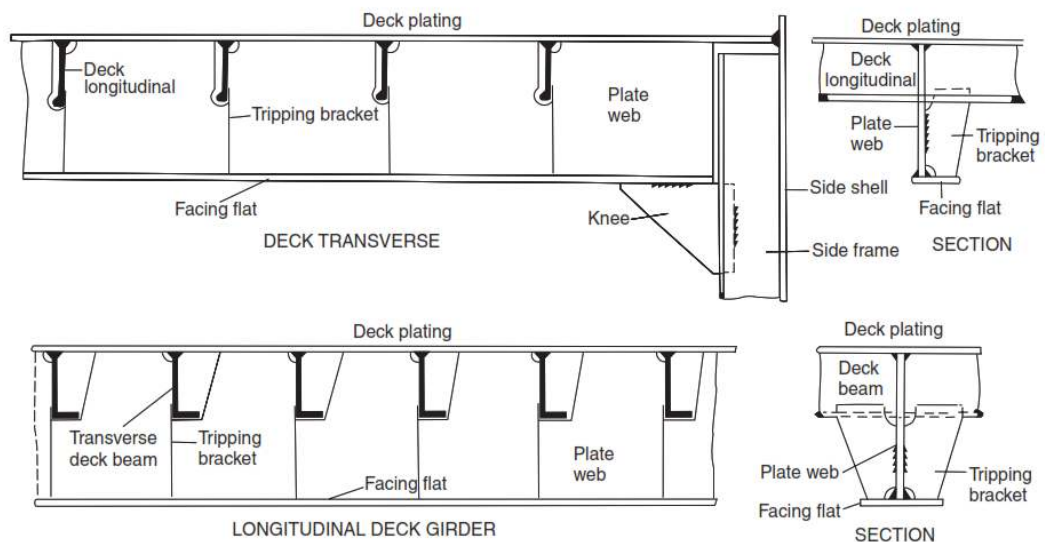 Deck plating
Deck
longitudinal
Tripping bracket
Plate
web
Facing flat
Knee
Side shell
Side frame
DECK TRANSVERSE
Deck plating
Deck
longitudinal
Plate
web
Tripping
bracket
Facing flat
SECTION
Deck plating
Transverse
deck beam
Tripping
bracket
Plate
web
Facing flat
LONGITUDINAL DECK GIRDER
Deck plating
Deck
beam
Plate web
Tripping
bracket
Facing flat
SECTION